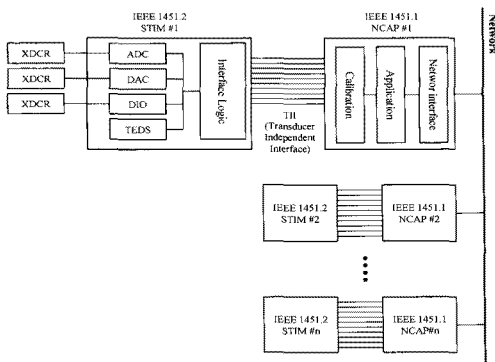 IEEE 1451.2
STIM #1
IEEE 1451.1
NCAP #1
Network
XDCR
XDCR
XDCR
ADC
DAC
DIO
TEDS
Interface Logic
TII
(Transducer
Independent
Interface)
Calibration
Application
Networ interface
IEEE 1451.2
STIM #2
IEEE 1451.1
NCAP #2
IEEE 1451.2
STIM #n
IEEE 1451.1
NCAP#n